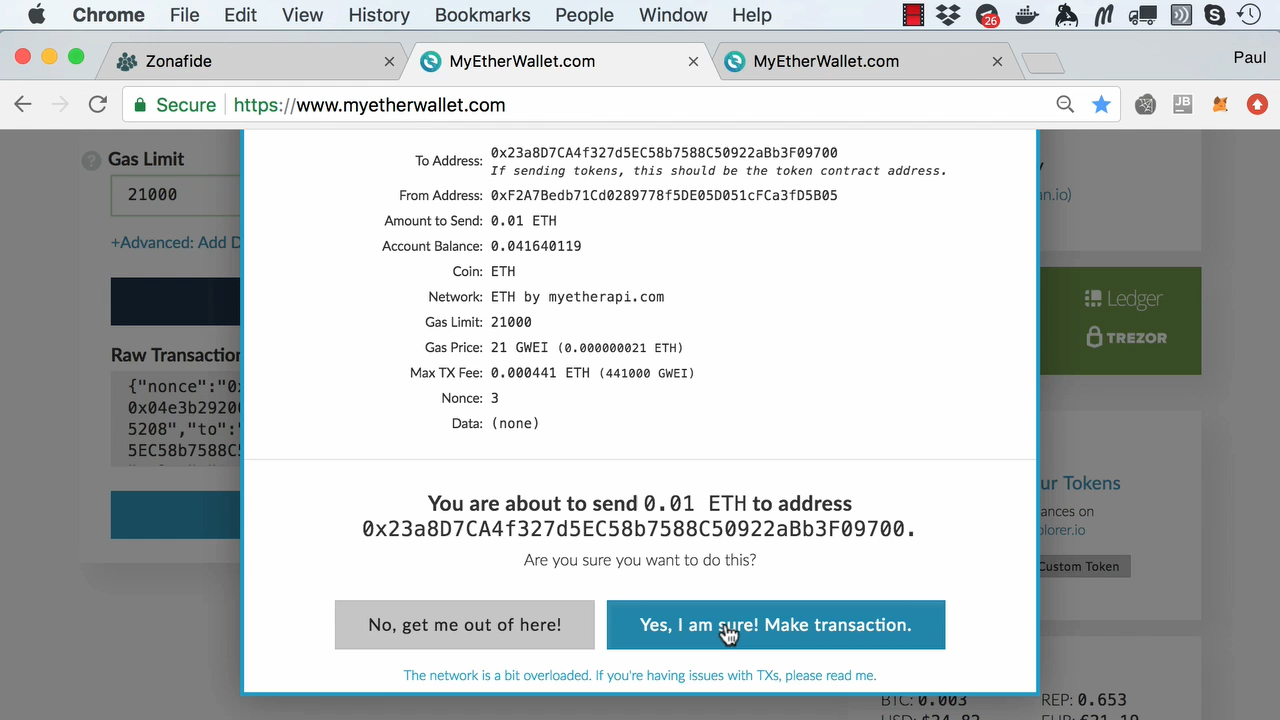 Chrome File Edit View History Bookmarks People Window Help
26
Zonafide
MyEtherWallet.com
MyEtherWallet.com
Paul
Secure https://www.myetherwallet.com
JB
Gas Limit
21000
+Advanced: Add D
Raw Transaction
{"nonce":"0x
0x04e3b29200
5208","to":"
5EC58b7588C5
To Address: 0x23a8D7CA4f327d5EC58b7588C50922aBb3F09700
If sending tokens, this should be the token contract address.
From Address: 0xF2A7Bedb71Cd0289778f5DE05D051cFCa3fD5B05
Amount to Send: 0.01 ETH
Account Balance: 0.041640119
Coin: ETH
Network: ETH by myetherapi.com
Gas Limit: 21000
Gas Price: 21 GWEI (0.000000021 ETH)
Max TX Fee: 0.000441 ETH (441000 GWEI)
Nonce: 3
Data: (none)
You are about to send 0.01 ETH to address
0x23a8D7CA4f327d5EC58b7588C50922aBb3F09700.
Are you sure you want to do this?
No, get me out of here!
Yes, I am sure! Make transaction.
The network is a bit overloaded. If you're having issues with TXs, please read me.
an.io)
Ledger
TREZOR
ur Tokens
ances on
plorer.io
Custom Token
BTC: 0.003 REP: 0.653